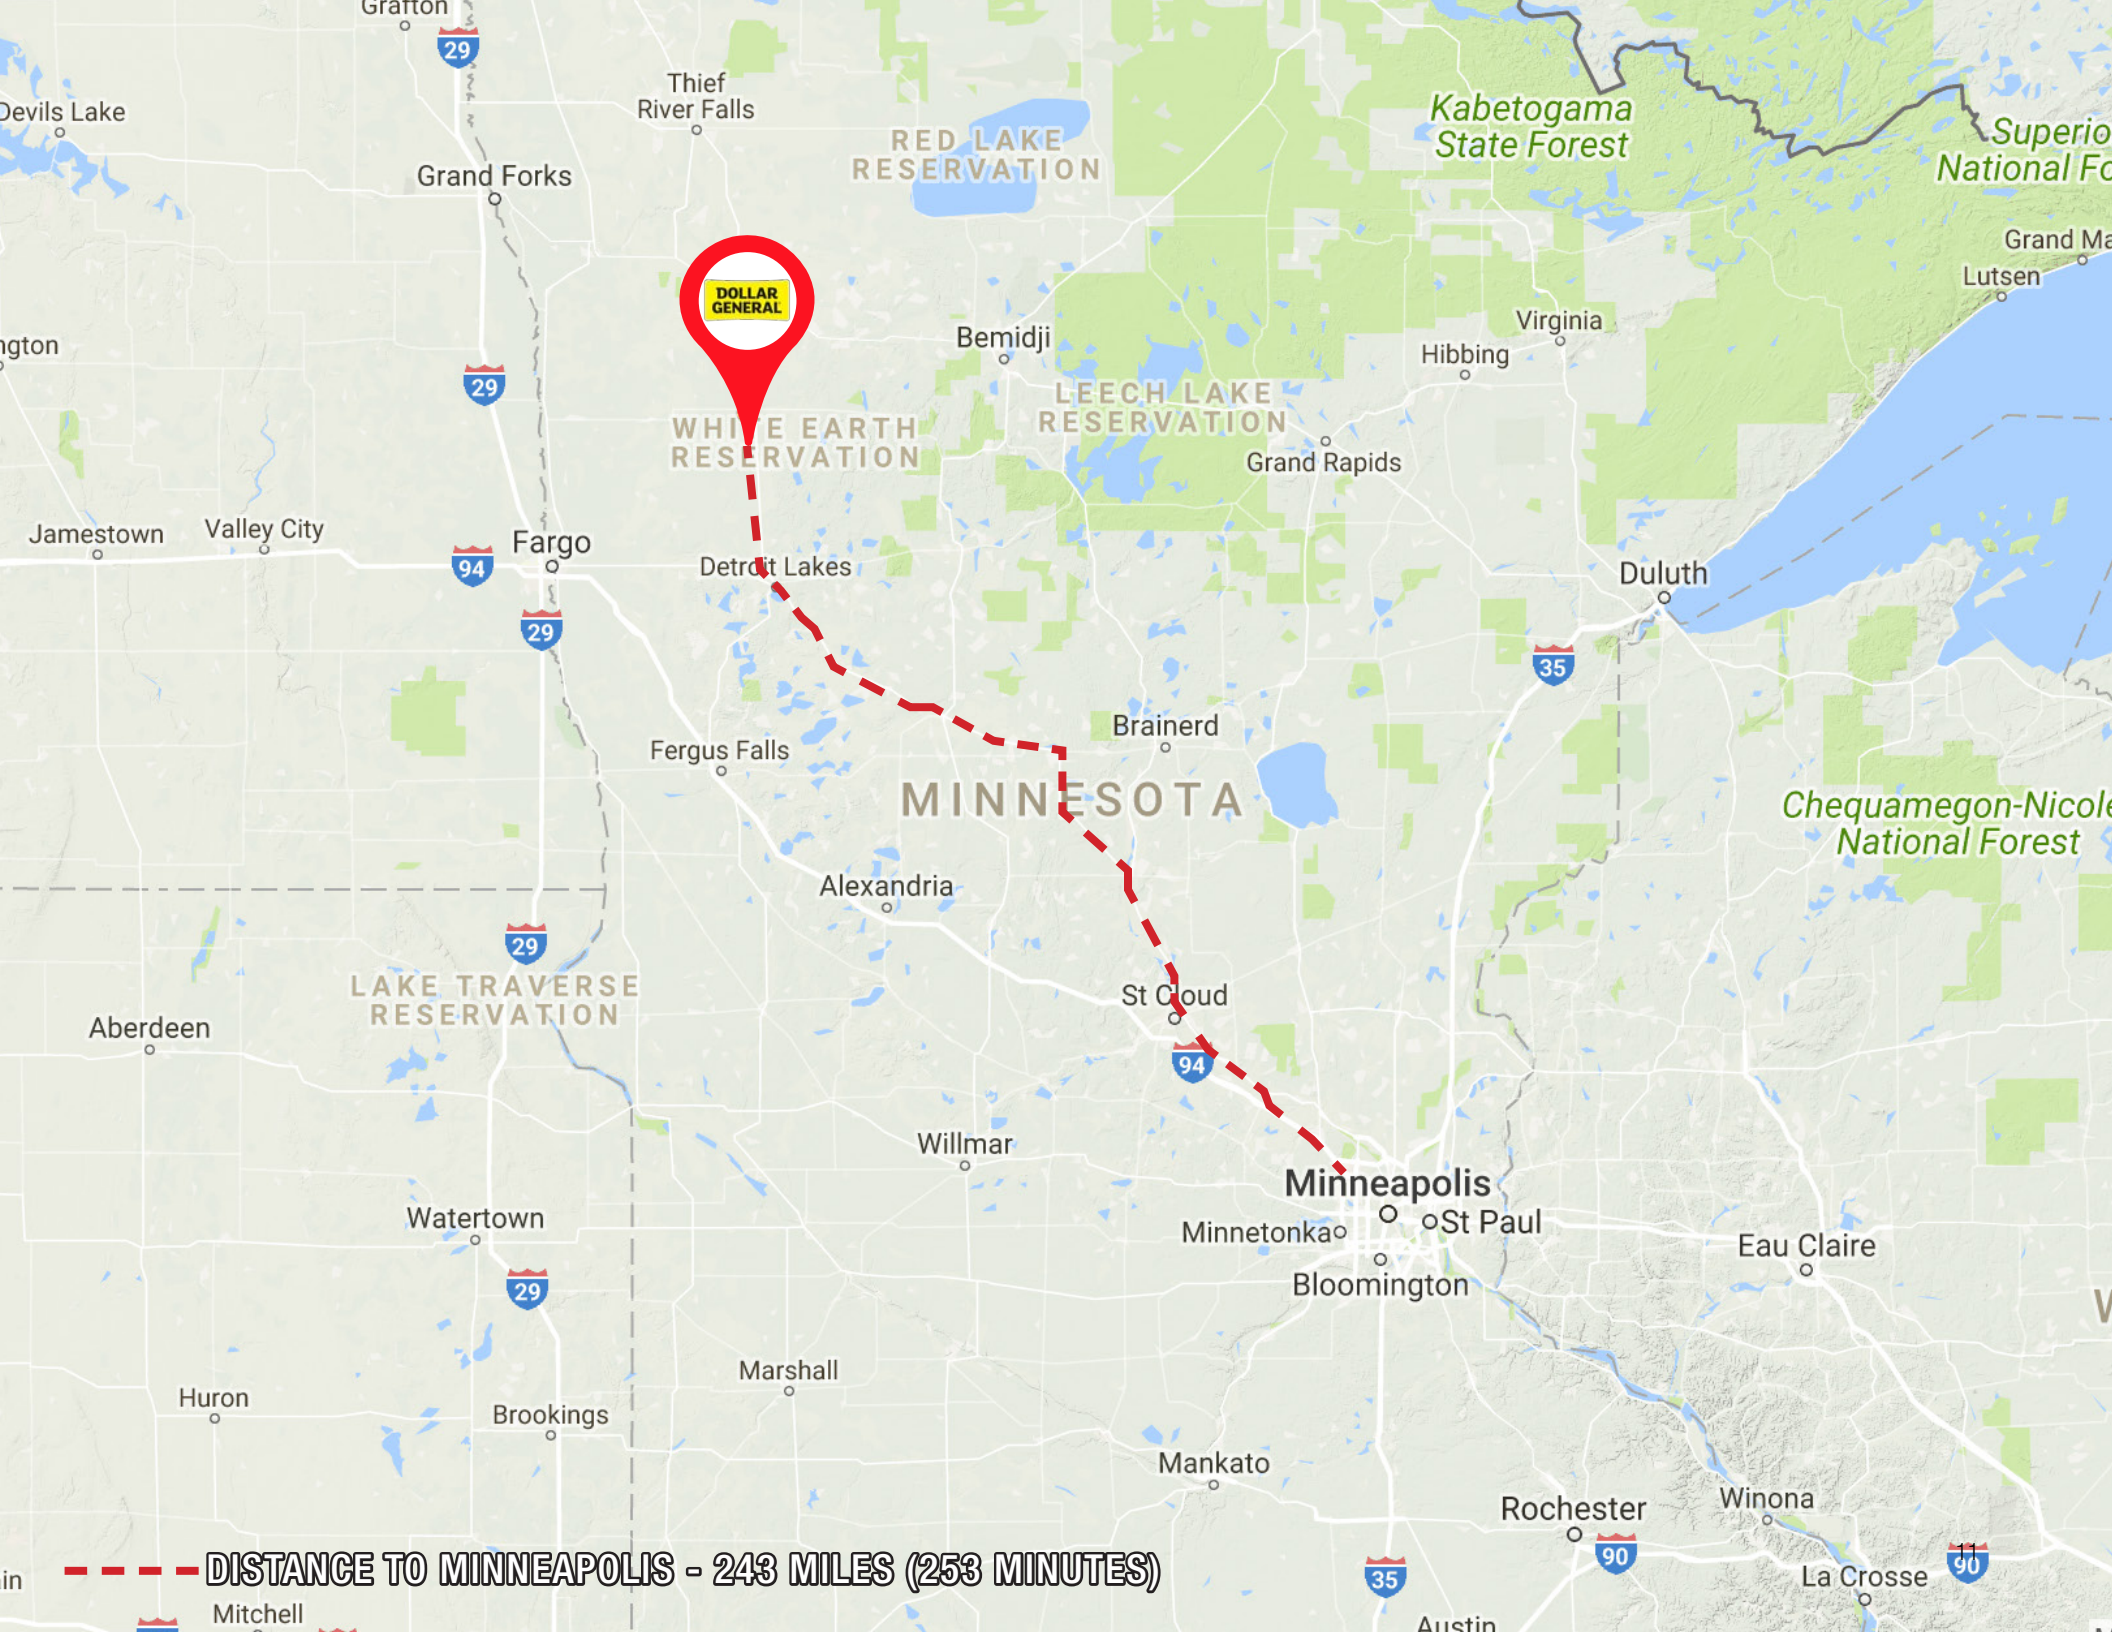 Grafton
29
Thief
River Falls
Devils Lake
Kabetogama
State Forest
RED LAKE
RESERVATION
Superio
National Fo
Grand Forks
Grand Ma
Lutsen
DOLLAR
GENERAL
Virginia
Bemidji
ngton
Hibbing
29
LEECH LAKE
RESERVATION
WHITE EARTH
RESERVATION
Grand Rapids
Jamestown
Valley City
Fargo
94
Detroit Lakes
Duluth
29
35
Brainerd
Fergus Falls
MINNESOTA
Chequamegon-Nicole
National Forest
Alexandria
29
LAKE TRAVERSE
RESERVATION
St Cloud
Aberdeen
94
Willmar
Minneapolis
Watertown
Minnetonka
St Paul
Eau Claire
Bloomington
29
W
Marshall
Huron
Brookings
Mankato
Rochester
Winona
90
11
90
35
DISTANCE TO MINNEAPOLIS - 243 MILES (253 MINUTES)
in
La Crosse
Mitchell
Austin